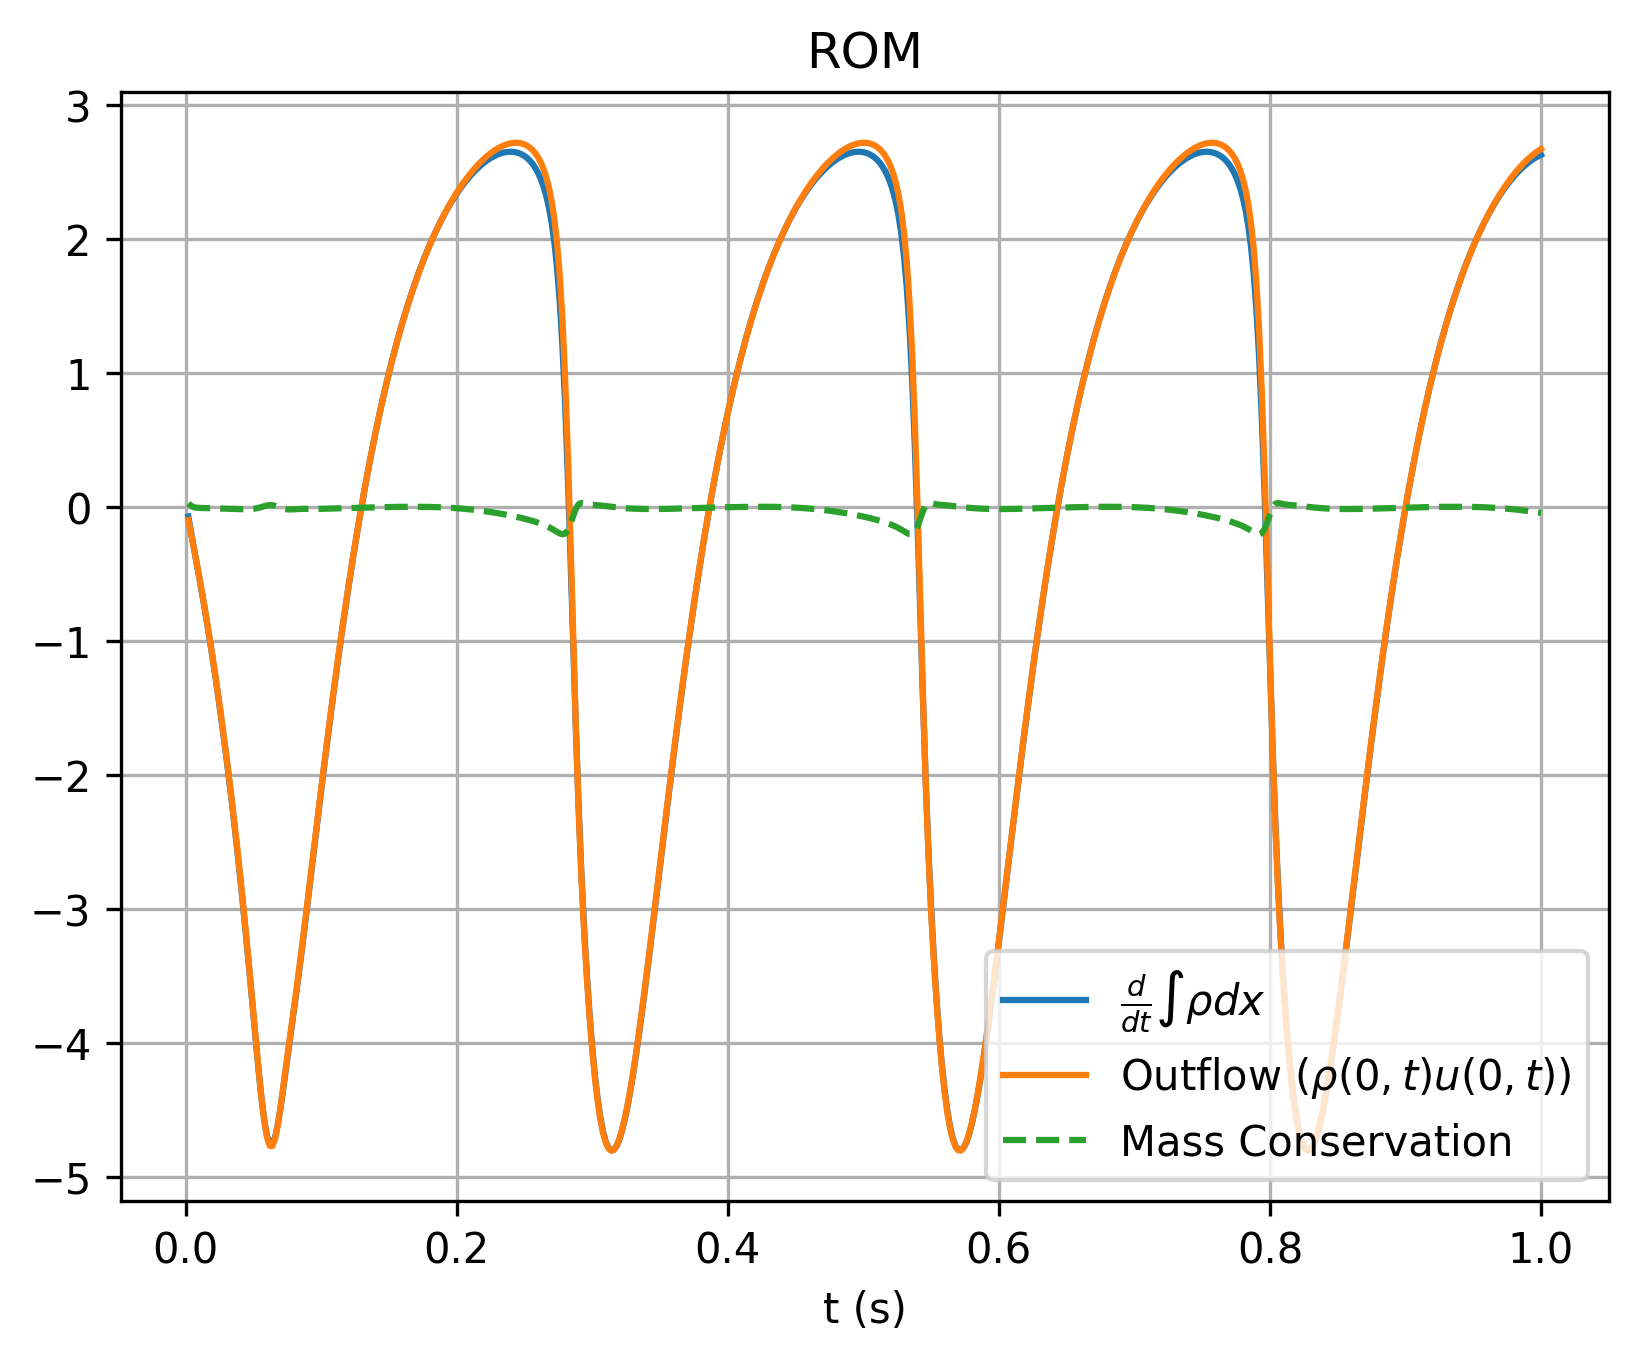 ROM
3
2
1
0
−1
−2
−3
−4
−5
d/dt ∫ρdx
Outflow (ρ(0, t)u(0, t))
Mass Conservation
0.0 0.2 0.4 0.6 0.8 1.0
t (s)